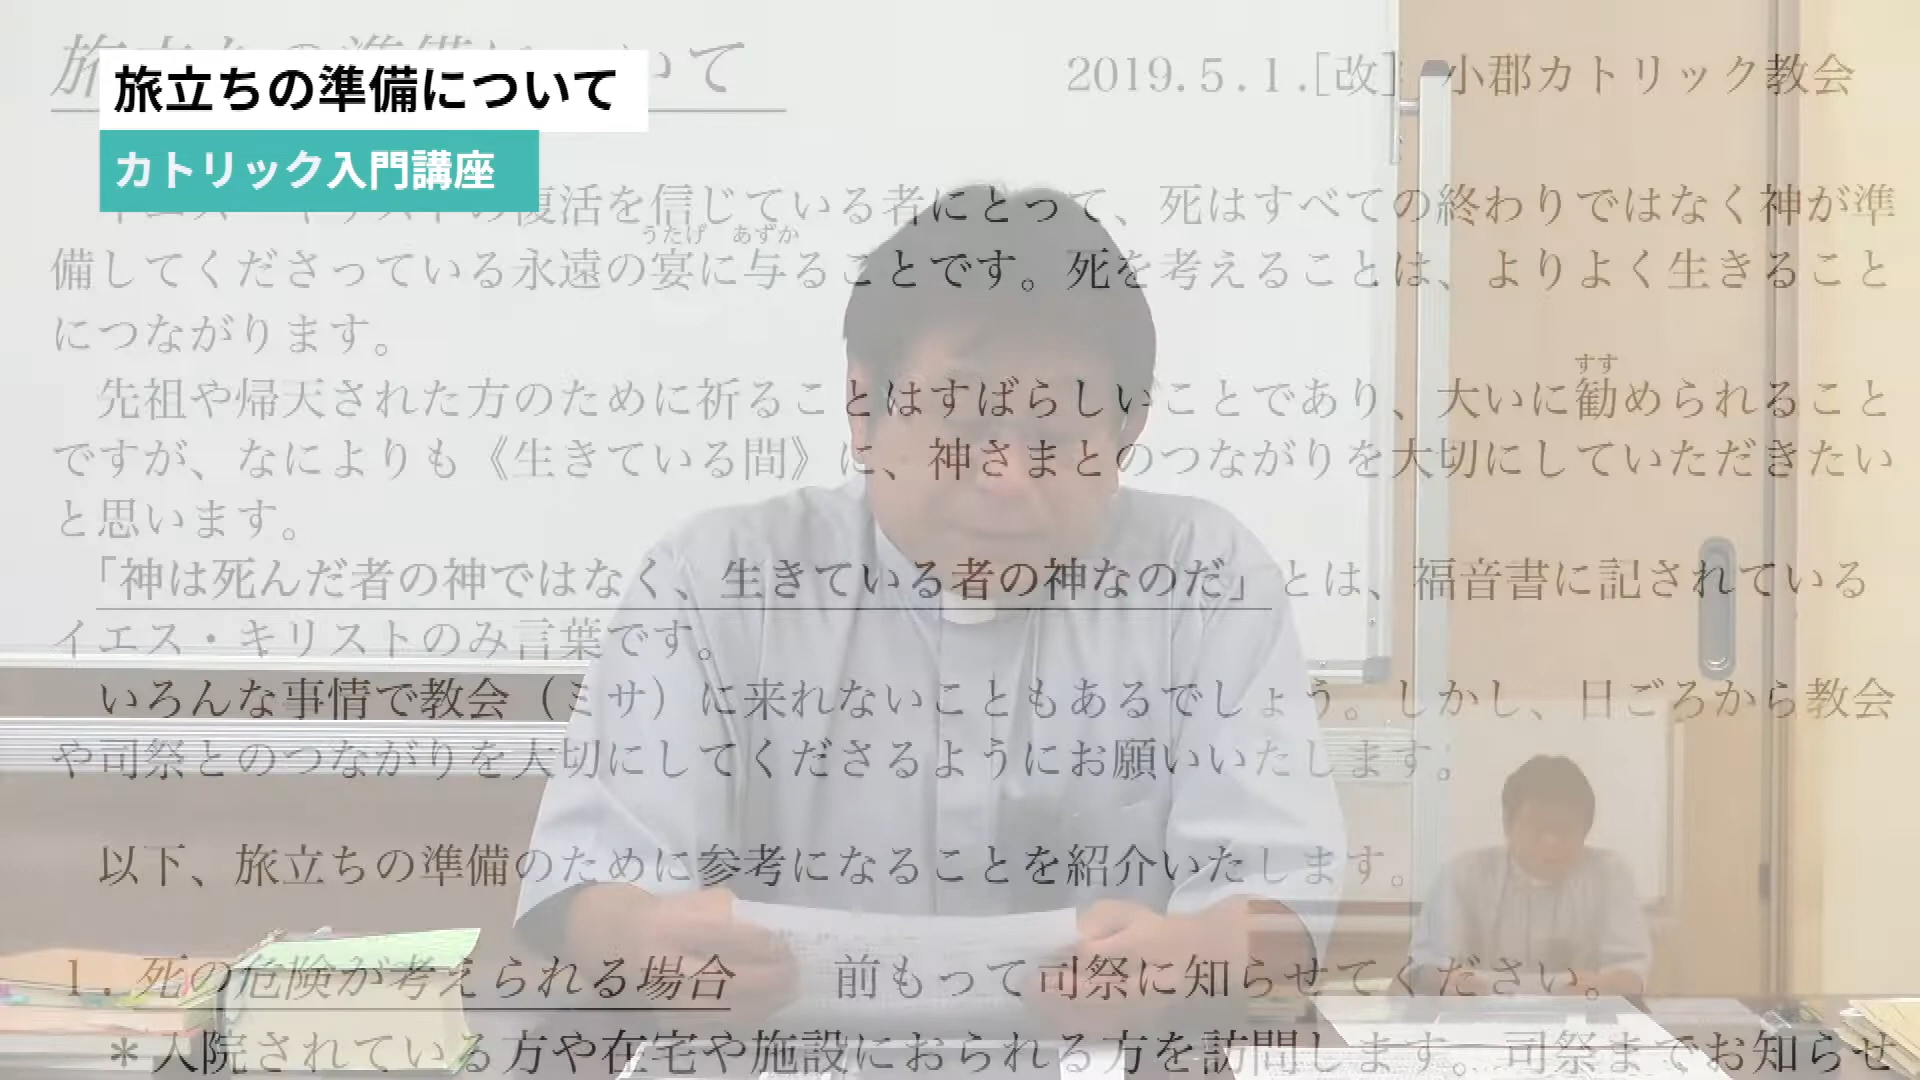 旅立ちの準備について
カトリック入門講座
旅立ちの準備について 2019.5.1.[改] 小郡カトリック教会
イエス・キリストの復活を信じている者にとって、死はすべての終わりではなく神が準
うたげ あずか
備してくださっている永遠の宴に与ることです。死を考えることは、よりよく生きること
につながります。
すす
先祖や帰天された方のために祈ることはすばらしいことであり、大いに勧められること
ですが、なによりも《生きている間》に、神さまとのつながりを大切にしていただきたい
と思います。
「神は死んだ者の神ではなく、生きている者の神なのだ」とは、福音書に記されている
イエス・キリストのみ言葉です。
いろんな事情で教会（ミサ）に来れないこともあるでしょう。しかし、日ごろから教会
や司祭とのつながりを大切にしてくださるようにお願いいたします。
以下、旅立ちの準備のために参考になることを紹介いたします。
1. 死の危険が考えられる場合 前もって司祭に知らせてください。
＊入院されている方や在宅や施設におられる方を訪問します。司祭までお知らせ